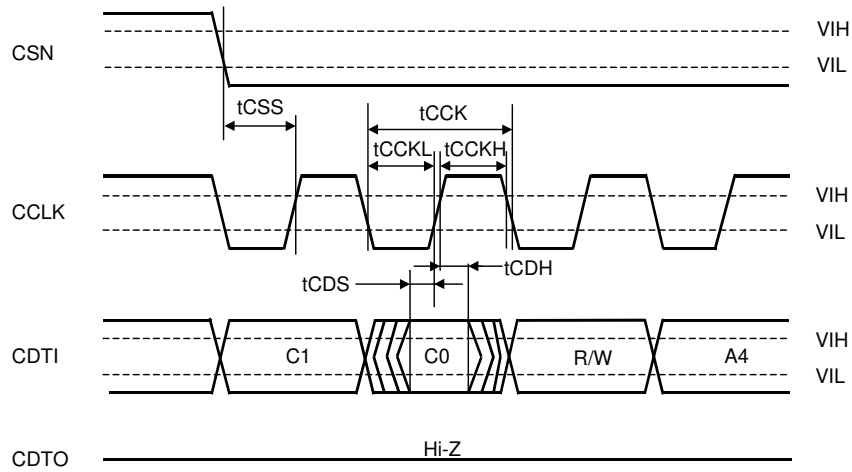 VIH
CSN
VIL
tCSS
tCCK
tCCKL
tCCKH
VIH
CCLK
VIL
tCDH
tCDS
VIH
CDTI
C1
C0
R/W
A4
VIL
Hi-Z
CDTO